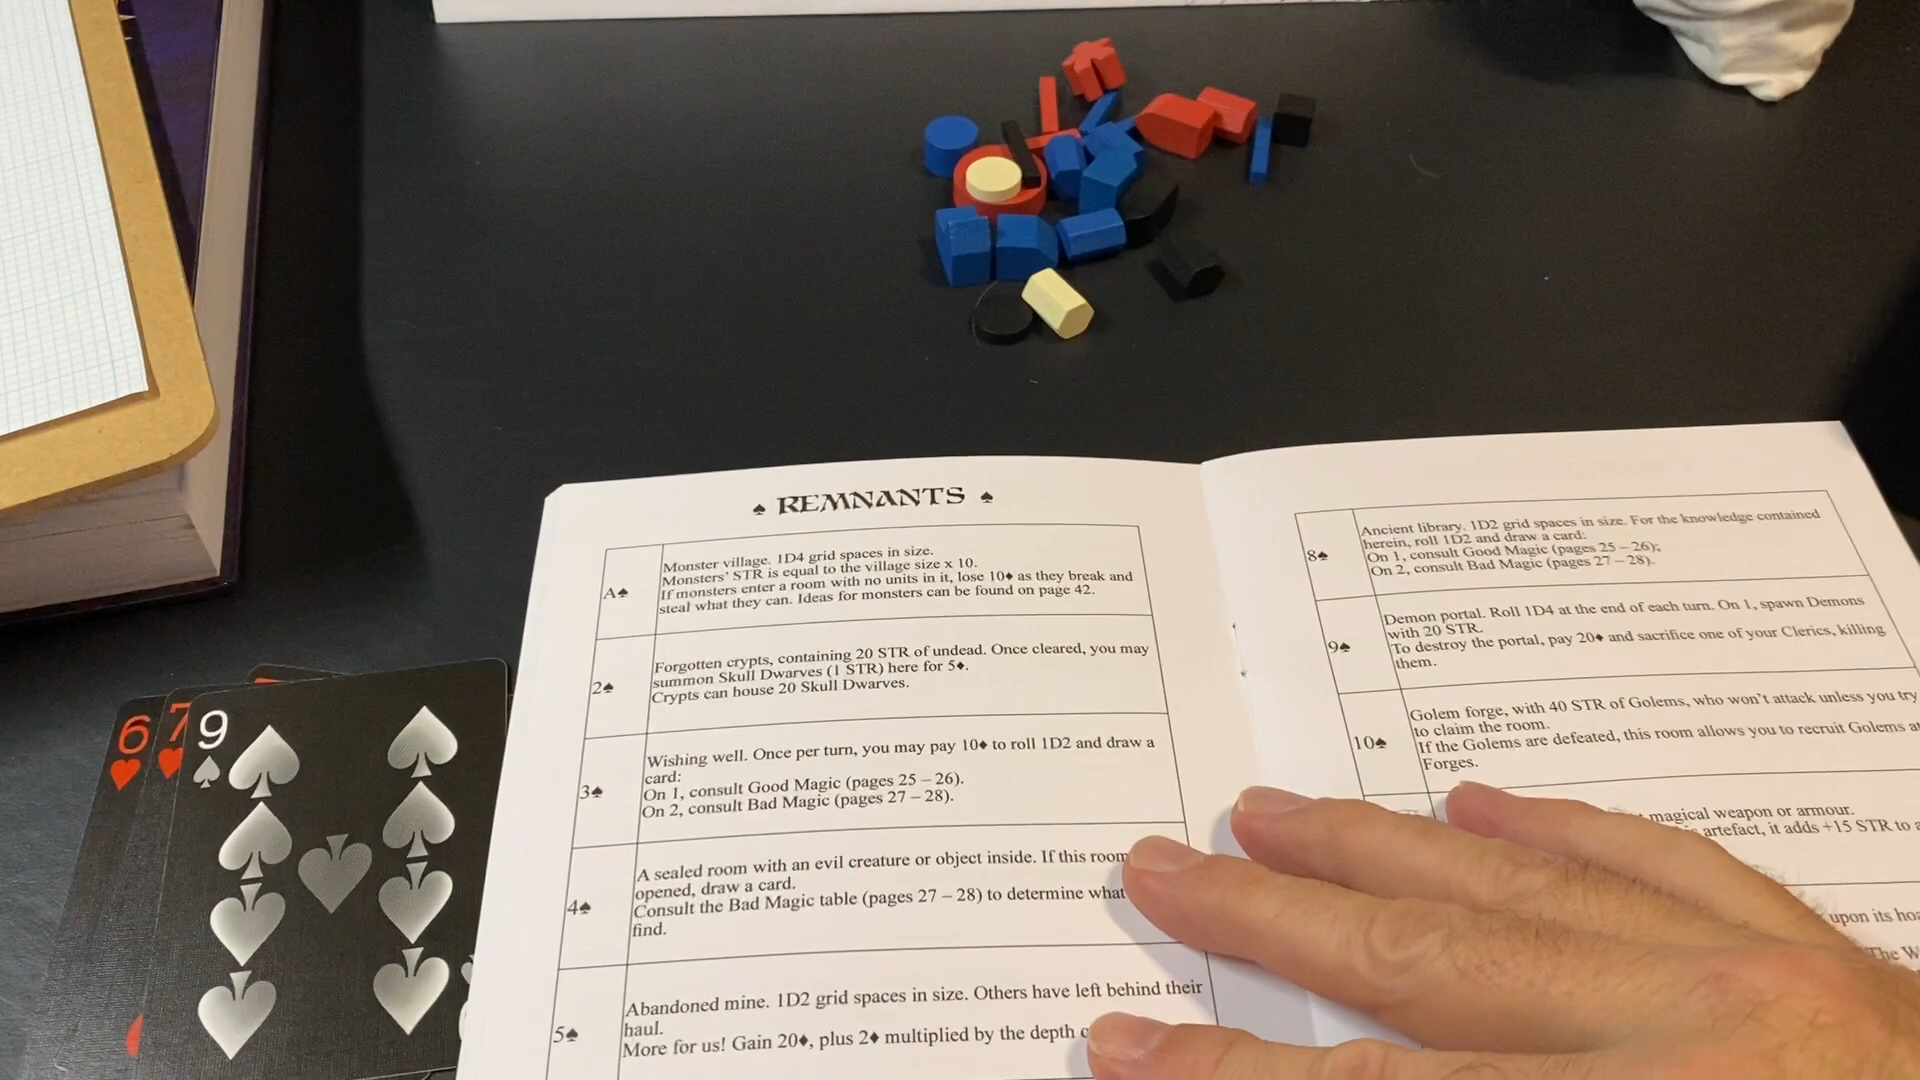 ♠ REMNANTS ♠
A♠
Monster village. 1D4 grid spaces in size.
Monsters' STR is equal to the village size x 10.
If monsters enter a room with no units in it, lose 10♦ as they break and
steal what they can. Ideas for monsters can be found on page 42.
2♠
Forgotten crypts, containing 20 STR of undead. Once cleared, you may
summon Skull Dwarves (1 STR) here for 5♦.
Crypts can house 20 Skull Dwarves.
3♠
Wishing well. Once per turn, you may pay 10♦ to roll 1D2 and draw a
card:
On 1, consult Good Magic (pages 25 – 26).
On 2, consult Bad Magic (pages 27 – 28).
4♠
A sealed room with an evil creature or object inside. If this room
opened, draw a card.
Consult the Bad Magic table (pages 27 – 28) to determine what
find.
5♠
Abandoned mine. 1D2 grid spaces in size. Others have left behind their
haul.
More for us! Gain 20♦, plus 2♦ multiplied by the depth
8♠
Ancient library. 1D2 grid spaces in size. For the knowledge contained
herein, roll 1D2 and draw a card:
On 1, consult Good Magic (pages 25 – 26);
On 2, consult Bad Magic (pages 27 – 28).
9♠
Demon portal. Roll 1D4 at the end of each turn. On 1, spawn Demons
with 20 STR.
To destroy the portal, pay 20♦ and sacrifice one of your Clerics, killing
them.
10♠
Golem forge, with 40 STR of Golems, who won't attack unless you try
to claim the room.
If the Golems are defeated, this room allows you to recruit Golems at
Forges.
magical weapon or armour.
artefact, it adds +15 STR to a
upon its
The
6♥
7♥
9♠